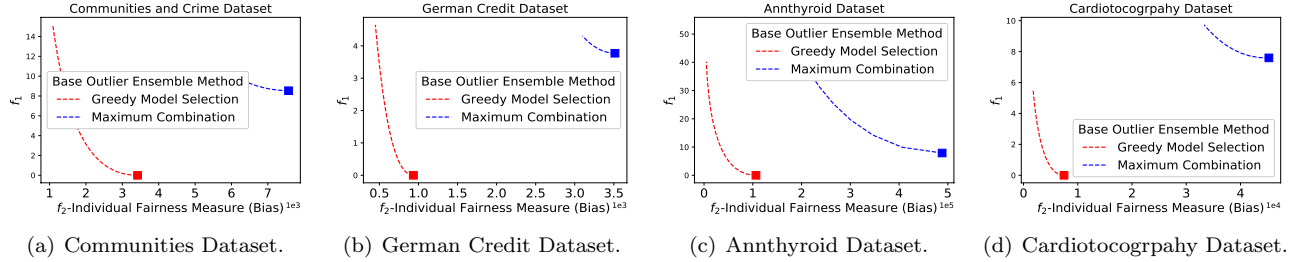 Communities and Crime Dataset
14
12
10
8
6
4
2
0
f₁
Base Outlier Ensemble Method
Greedy Model Selection
Maximum Combination
1 2 3 4 5 6 7
1e3
f₂-Individual Fairness Measure (Bias)
(a) Communities Dataset.
German Credit Dataset
4
3
2
1
0
f₁
Base Outlier Ensemble Method
Greedy Model Selection
Maximum Combination
0.5 1.0 1.5 2.0 2.5 3.0 3.5
1e3
f₂-Individual Fairness Measure (Bias)
(b) German Credit Dataset.
Annthyroid Dataset
50
40
30
20
10
0
f₁
Base Outlier Ensemble Method
Greedy Model Selection
Maximum Combination
0 1 2 3 4 5
1e5
f₂-Individual Fairness Measure (Bias)
(c) Annthyroid Dataset.
Cardiotocogrpahy Dataset
10
8
6
4
2
0
f₁
Base Outlier Ensemble Method
Greedy Model Selection
Maximum Combination
1 2 3 4
1e4
f₂-Individual Fairness Measure (Bias)
(d) Cardiotocogrpahy Dataset.